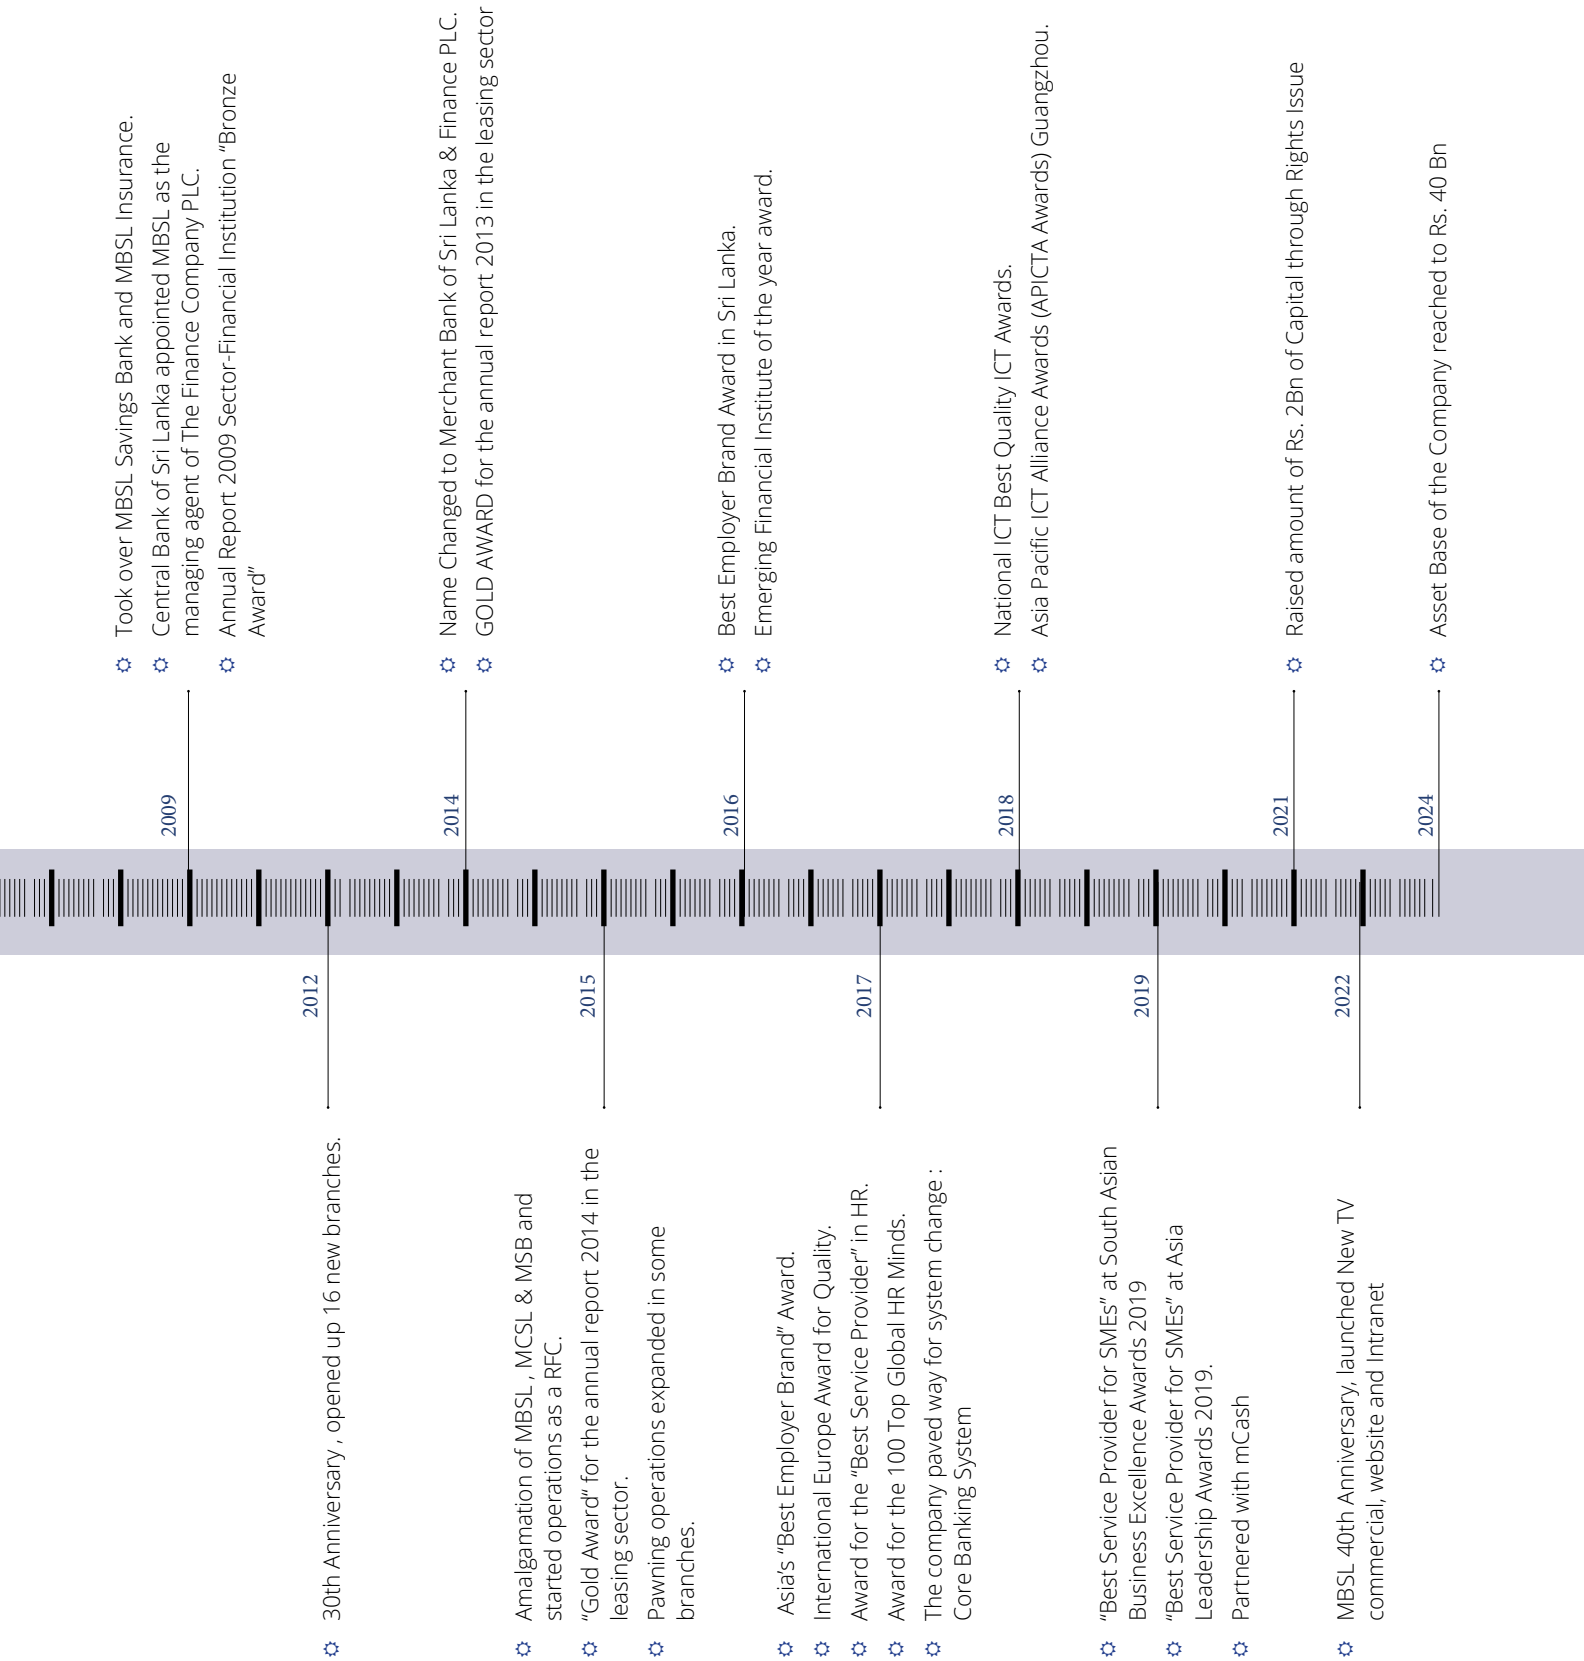 2009
Took over MBSL Savings Bank and MBSL Insurance.
Central Bank of Sri Lanka appointed MBSL as the
managing agent of The Finance Company PLC.
Annual Report 2009 Sector-Financial Institution “Bronze
Award”
2012
30th Anniversary , opened up 16 new branches.
2014
Name Changed to Merchant Bank of Sri Lanka & Finance PLC.
GOLD AWARD for the annual report 2013 in the leasing sector
2015
Amalgamation of MBSL , MCSL & MSB and
started operations as a RFC.
“Gold Award“ for the annual report 2014 in the
leasing sector.
Pawning operations expanded in some
branches.
2016
Best Employer Brand Award in Sri Lanka.
Emerging Financial Institute of the year award.
2017
Asia’s “Best Employer Brand” Award.
International Europe Award for Quality.
Award for the “Best Service Provider” in HR.
Award for the 100 Top Global HR Minds.
The company paved way for system change :
Core Banking System
2018
National ICT Best Quality ICT Awards.
Asia Pacific ICT Alliance Awards (APICTA Awards) Guangzhou.
2019
“Best Service Provider for SMEs” at South Asian
Business Excellence Awards 2019
“Best Service Provider for SMEs” at Asia
Leadership Awards 2019.
Partnered with mCash
2021
Raised amount of Rs. 2Bn of Capital through Rights Issue
2022
MBSL 40th Anniversary, launched New TV
commercial, website and Intranet
2024
Asset Base of the Company reached to Rs. 40 Bn